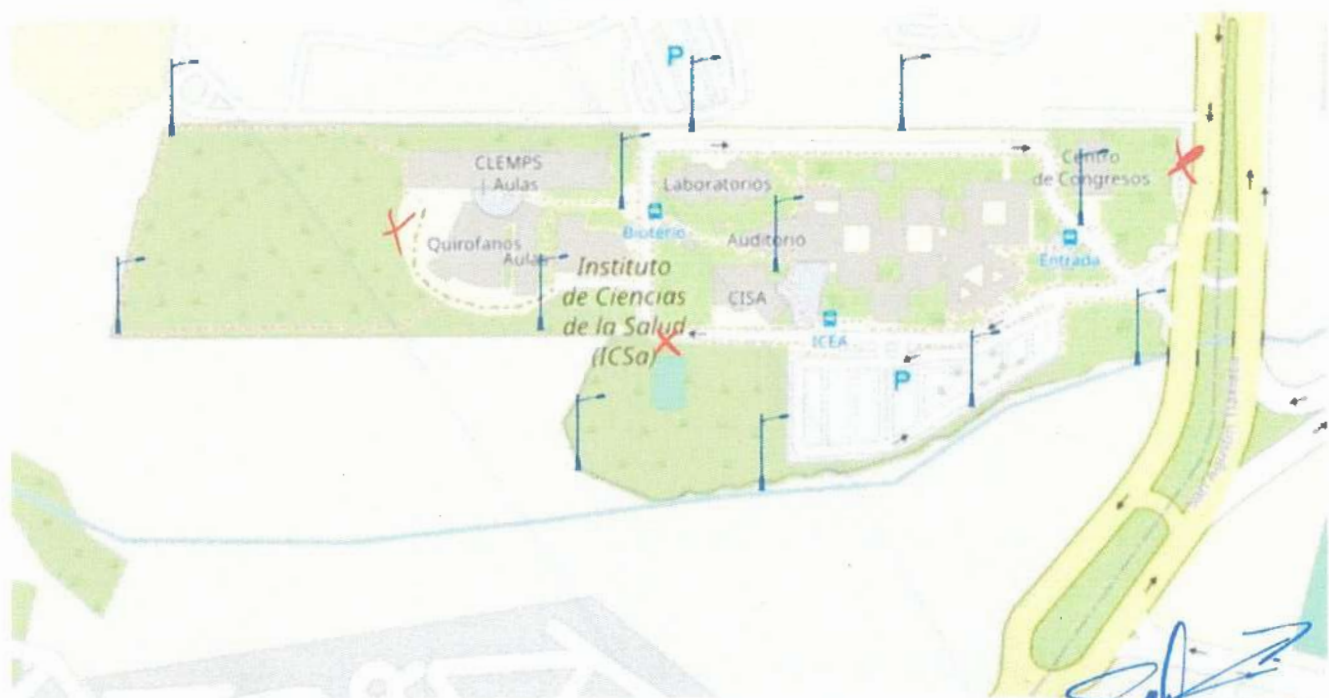 P
CLEMPS
Aulas
Laboratorios
Centro
de Congresos
Bioterio
Quirofanos
Aulas
Auditorio
Entrada
Instituto
de Ciencias
de la Salud
(ICSa)
CISA
ICEA
P